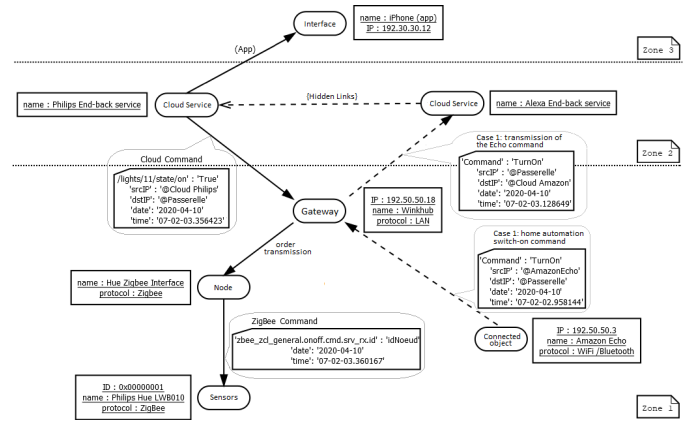 Interface
name : iPhone (app)
IP : 192.30.30.12
(App)
Zone 3
name : Philips End-back service
Cloud Service
(Hidden Links)
Cloud Service
name : Alexa End-back service
Cloud Command
/lights/11/state/on' : 'True'
'srcIP' : '@Cloud Philips'
'dstIP': '@Passerelle'
'date': '2020-04-10'
'time': '07-02-03.356423'
Case 1: transmission of
the Echo command
'Command' : 'TurnOn'
'srcIP' : '@Passerelle'
'dstIP': '@Cloud Amazon'
'date': '2020-04-10'
'time': '07-02-03.128649'
Zone 2
Gateway
IP : 192.50.50.18
name : Winkhub
protocol : LAN
order
transmission
Case 1: home automation
switch-on command
'Command' : 'TurnOn'
'srcIP' : '@AmazonEcho'
'dstIP': '@Passerelle'
'date': '2020-04-10'
'time': '07-02-02.958144'
name : Hue Zigbee Interface
protocol : Zigbee
Node
ZigBee Command
'zbee_zcl_general.onoff.cmd.srv_rx.id' : 'idNoeud'
'date': '2020-04-10'
'time': '07-02-03.360167'
Connected
object
IP : 192.50.50.3
name : Amazon Echo
protocole : WiFi /Bluetooth
ID : 0x00000001
name : Philips Hue LWB010
protocol : ZigBee
Sensors
Zone 1